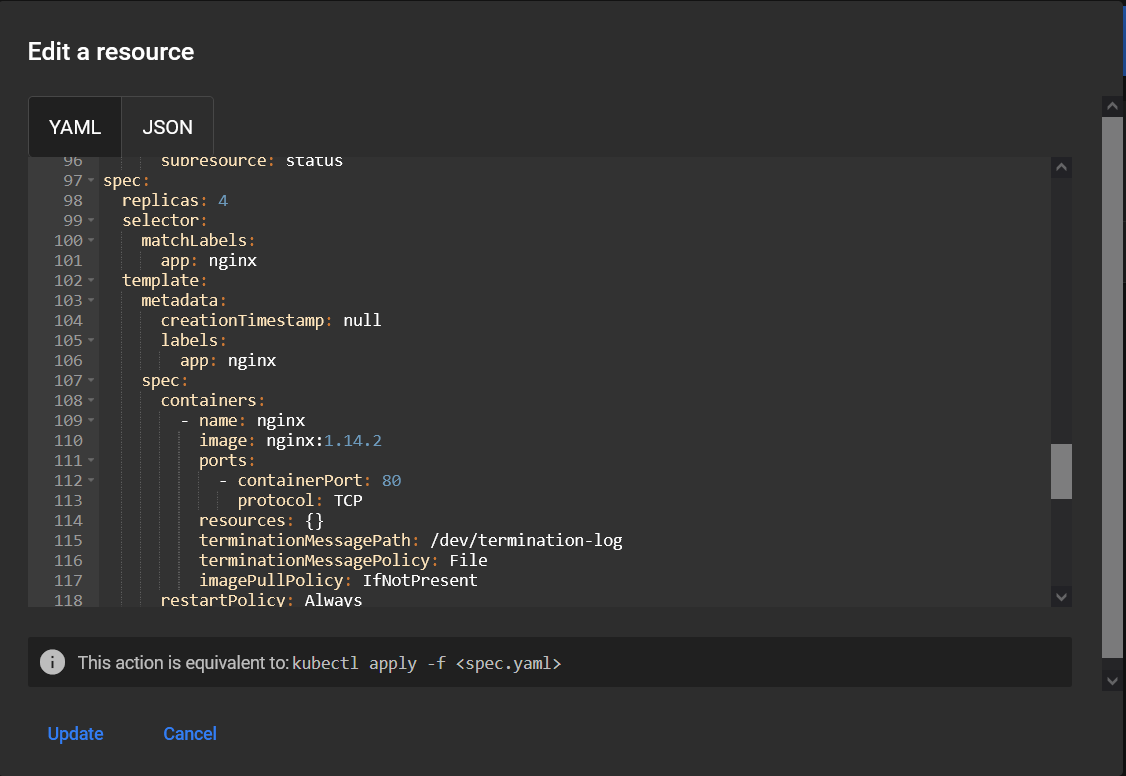 Edit a resource
YAML JSON
96 subresource: status
97 spec:
98 replicas: 4
99 selector:
100 matchLabels:
101 app: nginx
102 template:
103 metadata:
104 creationTimestamp: null
105 labels:
106 app: nginx
107 spec:
108 containers:
109 - name: nginx
110 image: nginx:1.14.2
111 ports:
112 - containerPort: 80
113 protocol: TCP
114 resources: {}
115 terminationMessagePath: /dev/termination-log
116 terminationMessagePolicy: File
117 imagePullPolicy: IfNotPresent
118 restartPolicy: Always
This action is equivalent to: kubectl apply -f <spec.yaml>
Update Cancel